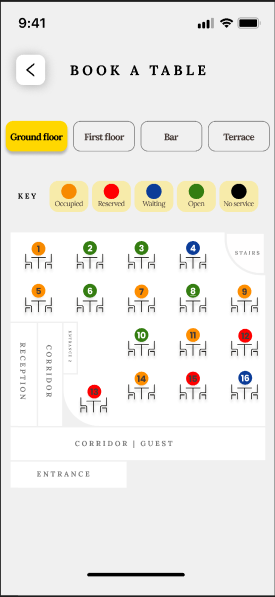 9:41
BOOK A TABLE
Ground floor First floor Bar Terrace
KEY Occupied Reserved Waiting Open No service
1 2 3 4
STAIRS
5 6 7 8 9
10 11 12
ENTRANCE 2
RECEPTION
CORRIDOR
13 14 15 16
CORRIDOR | GUEST
ENTRANCE